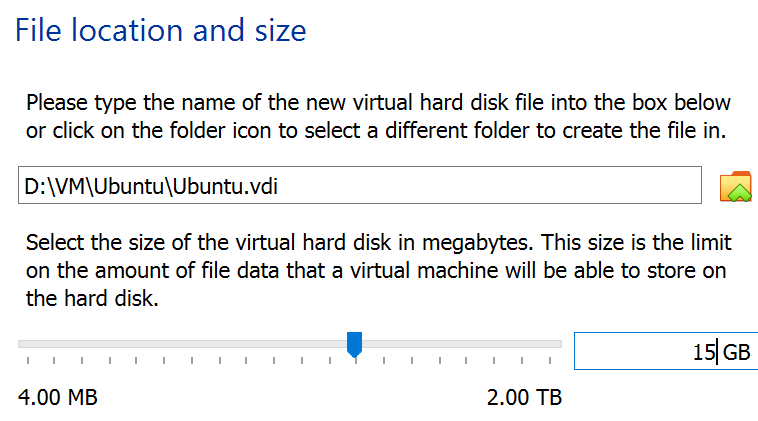 File location and size
Please type the name of the new virtual hard disk file into the box below
or click on the folder icon to select a different folder to create the file in.
D:\VM\Ubuntu\Ubuntu.vdi
Select the size of the virtual hard disk in megabytes. This size is the limit
on the amount of file data that a virtual machine will be able to store on
the hard disk.
15 GB
4.00 MB 2.00 TB